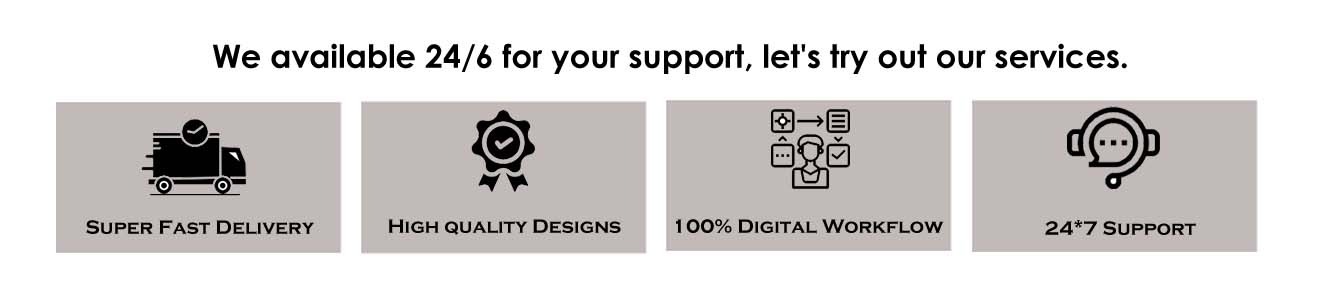 We available 24/6 for your support, let's try out our services.
Super Fast Delivery
High quality Designs
100% Digital Workflow
24*7 Support